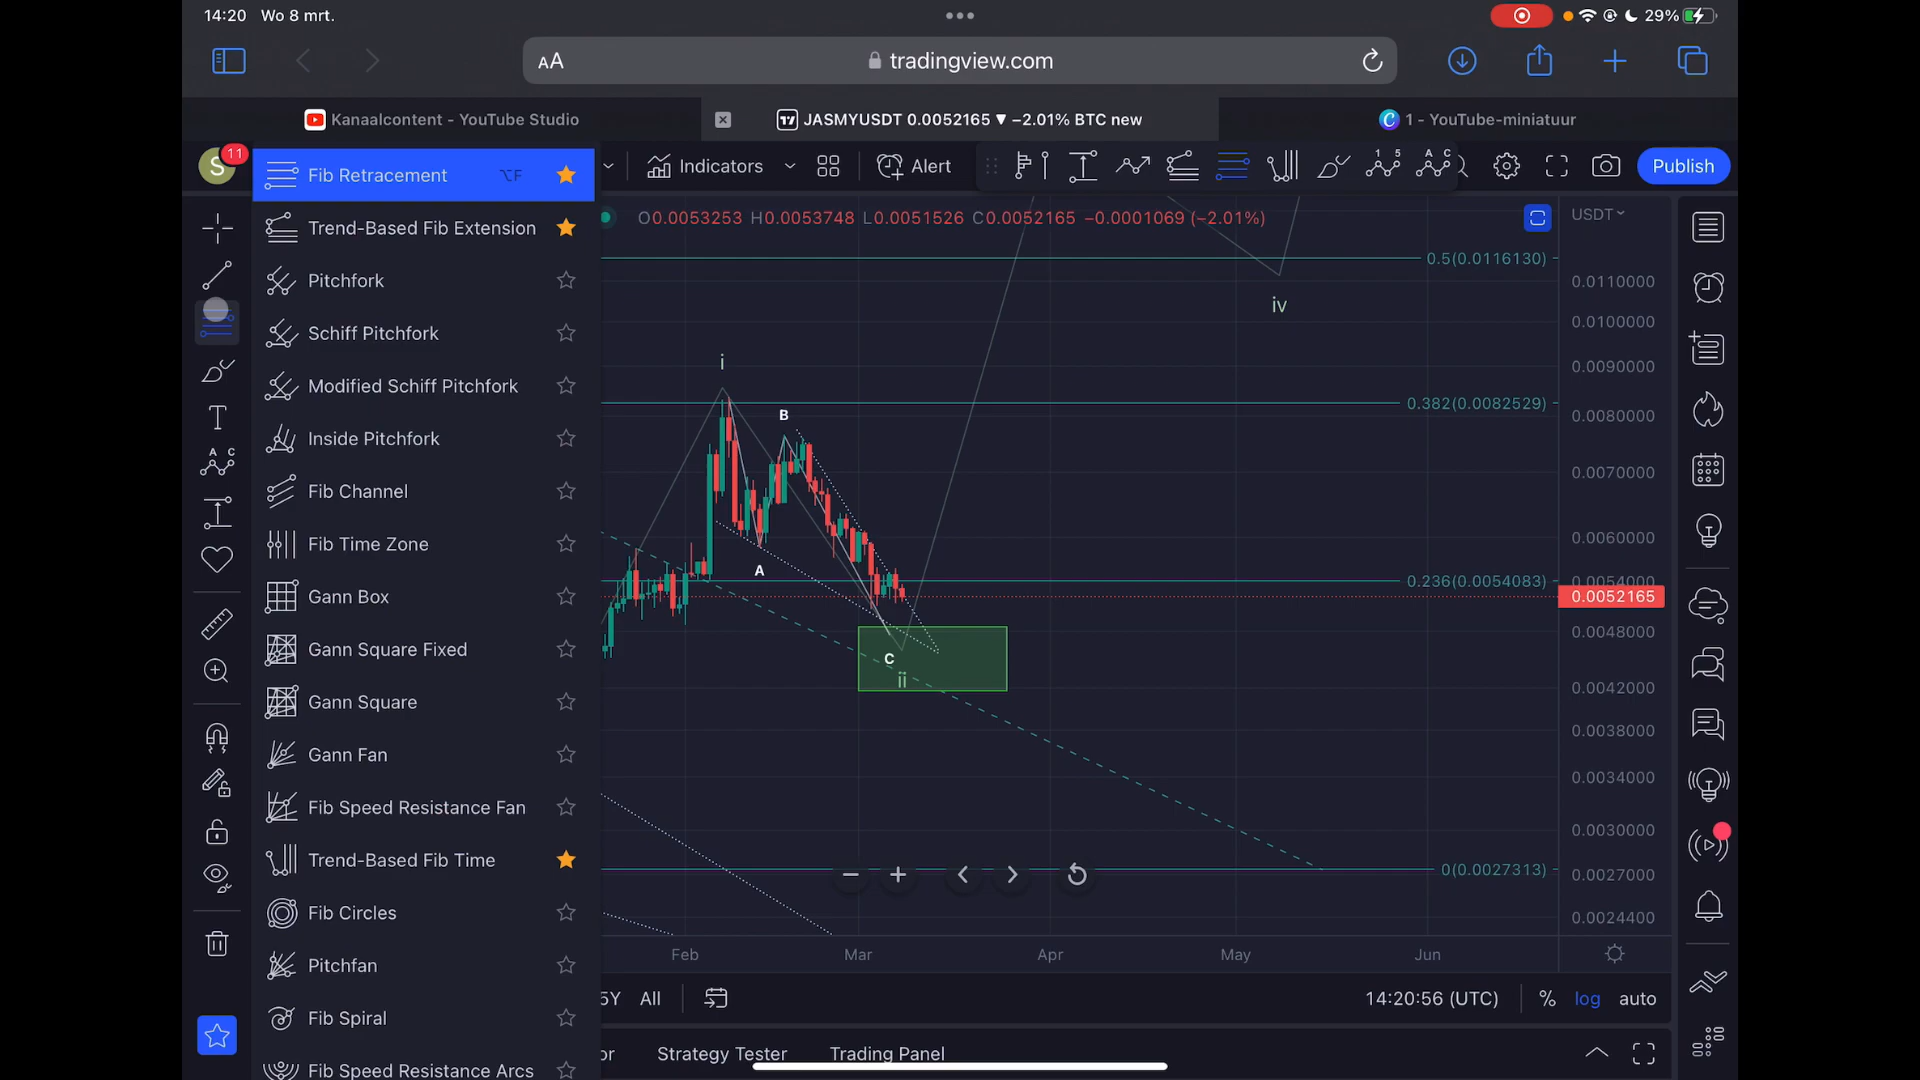 14:20 Wo 8 mrt.
29%
AA
tradingview.com
Kanaalcontent - YouTube Studio
JASMYUSDT 0.0052165 ▼ −2.01% BTC new
1 - YouTube-miniatuur
S
11
Fib Retracement ⌥F
Indicators
Alert
Publish
Trend-Based Fib Extension
O0.0053253 H0.0053748 L0.0051526 C0.0052165 −0.0001069 (−2.01%)
USDT
Pitchfork
Schiff Pitchfork
Modified Schiff Pitchfork
Inside Pitchfork
Fib Channel
Fib Time Zone
Gann Box
Gann Square Fixed
Gann Square
Gann Fan
Fib Speed Resistance Fan
Trend-Based Fib Time
Fib Circles
Pitchfan
Fib Spiral
Fib Speed Resistance Arcs
0.5(0.0116130)
0.382(0.0082529)
0.236(0.0054083)
0(0.0027313)
i
B
A
C
ii
iv
0.0110000
0.0100000
0.0090000
0.0080000
0.0070000
0.0060000
0.0054000
0.0052165
0.0048000
0.0042000
0.0038000
0.0034000
0.0030000
0.0027000
0.0024400
Feb Mar Apr May Jun
5Y All
14:20:56 (UTC) % log auto
or Strategy Tester Trading Panel